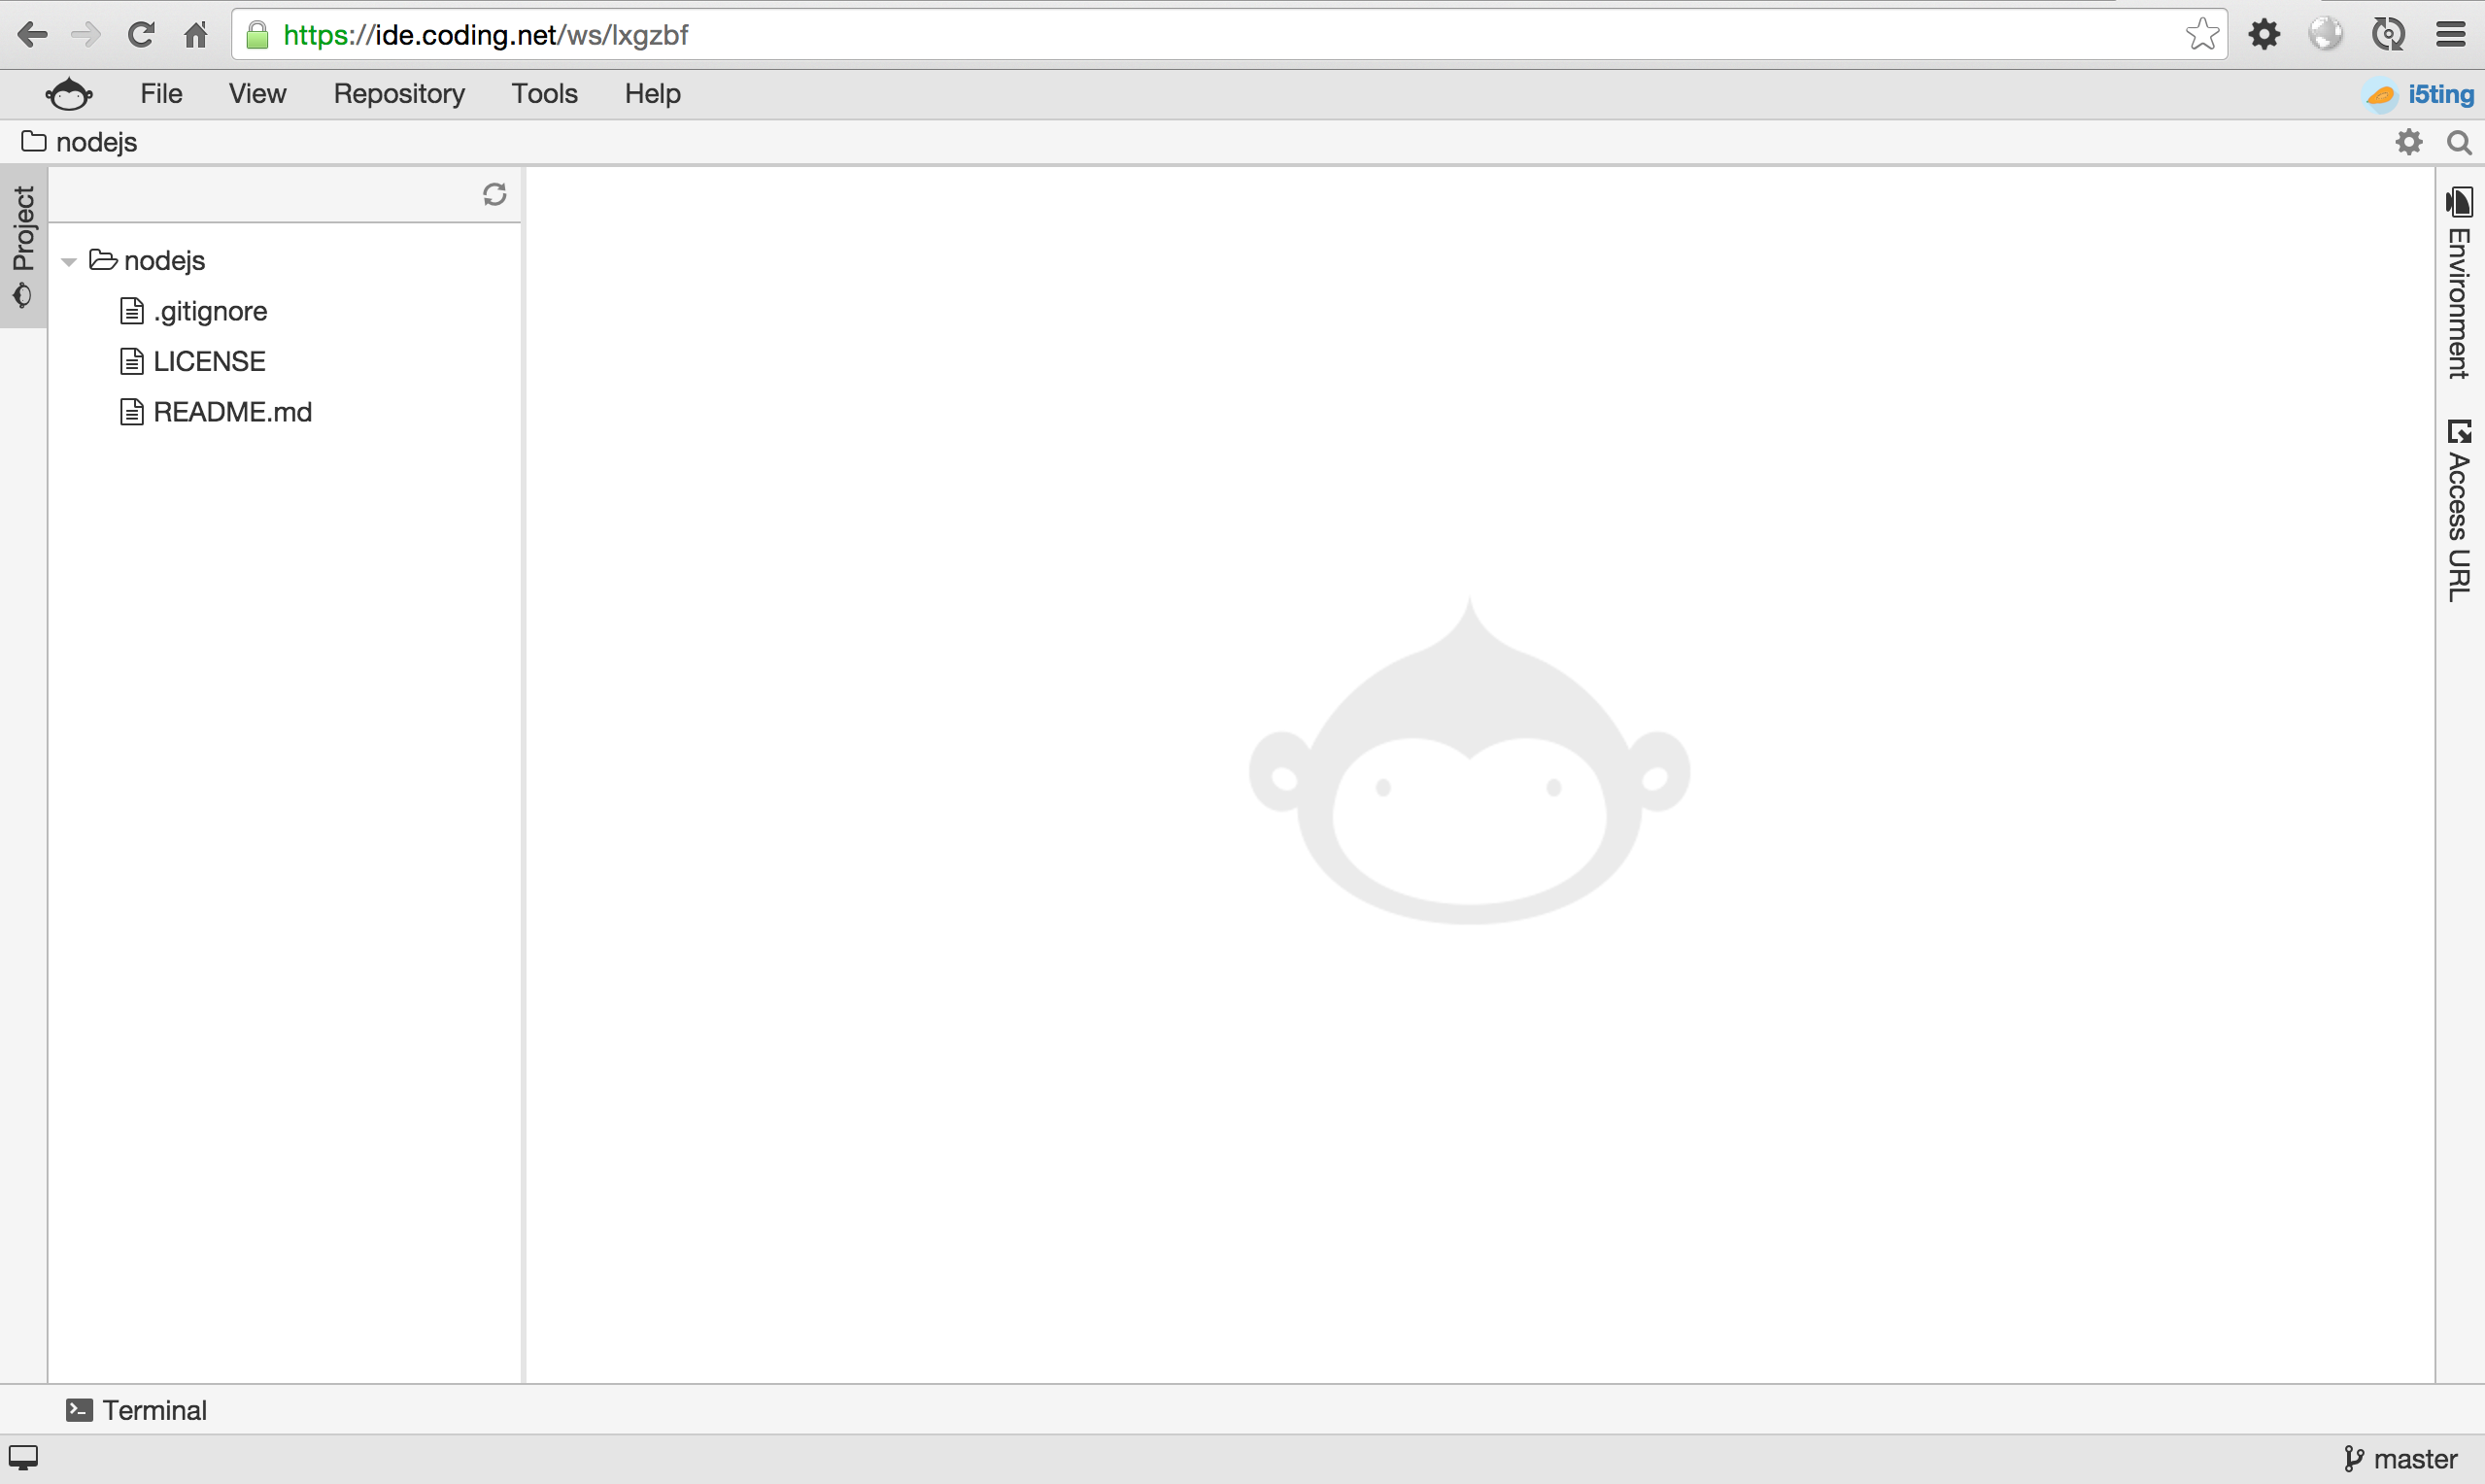 https://ide.coding.net/ws/lxgzbf
File View Repository Tools Help i5ting
nodejs
Project
nodejs
.gitignore
LICENSE
README.md
Environment
Access URL
Terminal
master